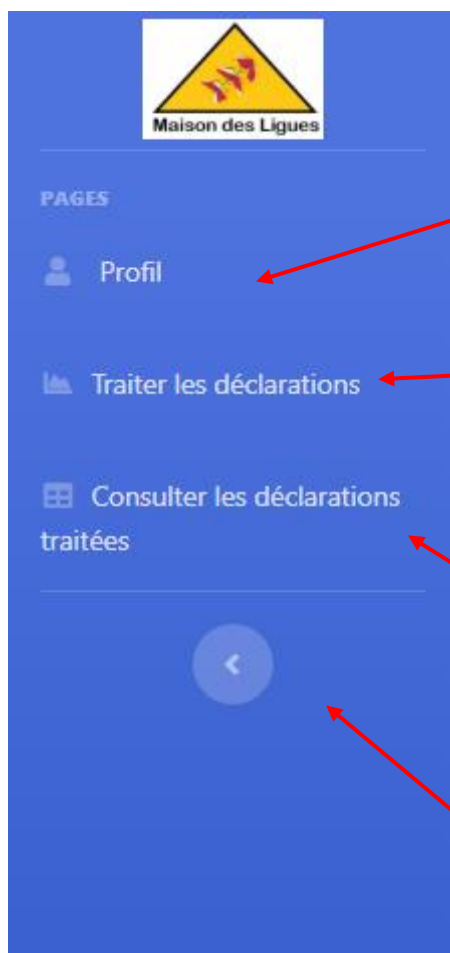 Maison des Ligues
PAGES
Profil
Traiter les déclarations
Consulter les déclarations
traitées